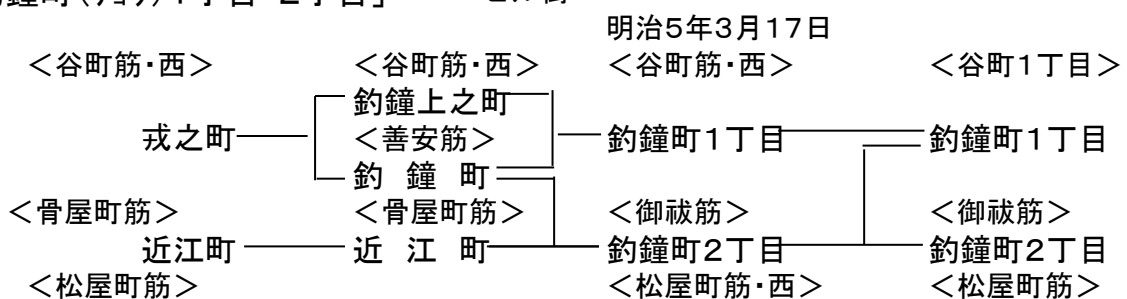 明治5年3月17日
<谷町筋・西> <谷町筋・西> <谷町筋・西> <谷町1丁目>
釣鐘上之町
戎之町 <善安筋> 釣鐘町1丁目 釣鐘町1丁目
釣 鐘 町
<骨屋町筋> <骨屋町筋> <御祓筋> <御祓筋>
近江町 近 江 町 釣鐘町2丁目 釣鐘町2丁目
<松屋町筋> <松屋町筋・西> <松屋町筋>